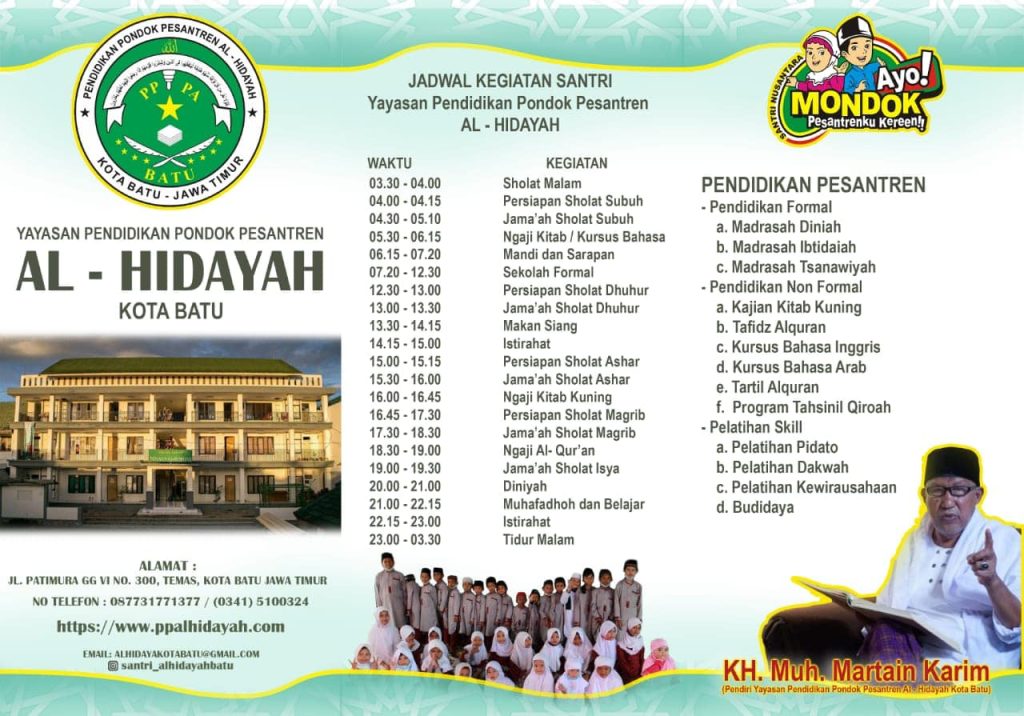 PENDIDIKAN PONDOK PESANTREN AL - HIDAYAH
PP PA
BATU
KOTA BATU - JAWA TIMUR
YAYASAN PENDIDIKAN PONDOK PESANTREN
AL - HIDAYAH
KOTA BATU
ALAMAT :
JL. PATIMURA GG VI NO. 300, TEMAS, KOTA BATU JAWA TIMUR
NO TELEFON : 087731771377 / (0341) 5100324
https://www.ppalhidayah.com
EMAIL: ALHIDAYAKOTABATU@GMAIL.COM
santri_alhidayahbatu
JADWAL KEGIATAN SANTRI
Yayasan Pendidikan Pondok Pesantren
AL - HIDAYAH
WAKTU KEGIATAN
03.30 - 04.00 Sholat Malam
04.00 - 04.15 Persiapan Sholat Subuh
04.30 - 05.10 Jama'ah Sholat Subuh
05.30 - 06.15 Ngaji Kitab / Kursus Bahasa
06.15 - 07.20 Mandi dan Sarapan
07.20 - 12.30 Sekolah Formal
12.30 - 13.00 Persiapan Sholat Dhuhur
13.00 - 13.30 Jama'ah Sholat Dhuhur
13.30 - 14.15 Makan Siang
14.15 - 15.00 Istirahat
15.00 - 15.15 Persiapan Sholat Ashar
15.30 - 16.00 Jama'ah Sholat Ashar
16.00 - 16.45 Ngaji Kitab Kuning
16.45 - 17.30 Persiapan Sholat Magrib
17.30 - 18.30 Jama'ah Sholat Magrib
18.30 - 19.00 Ngaji Al- Qur'an
19.00 - 19.30 Jama'ah Sholat Isya
20.00 - 21.00 Diniyah
21.00 - 22.15 Muhafadhoh dan Belajar
22.15 - 23.00 Istirahat
23.00 - 03.30 Tidur Malam
SANTRI NUSANTARA
Ayo!
MONDOK
Pesantrenku Kereen!!
PENDIDIKAN PESANTREN
- Pendidikan Formal
a. Madrasah Diniah
b. Madrasah Ibtidaiah
c. Madrasah Tsanawiyah
- Pendidikan Non Formal
a. Kajian Kitab Kuning
b. Tafidz Alquran
c. Kursus Bahasa Inggris
d. Kursus Bahasa Arab
e. Tartil Alquran
f. Program Tahsinil Qiroah
- Pelatihan Skill
a. Pelatihan Pidato
b. Pelatihan Dakwah
c. Pelatihan Kewirausahaan
d. Budidaya
KH. Muh. Martain Karim
(Pendiri Yayasan Pendidikan Pondok Pesantren Al - Hidayah Kota Batu)